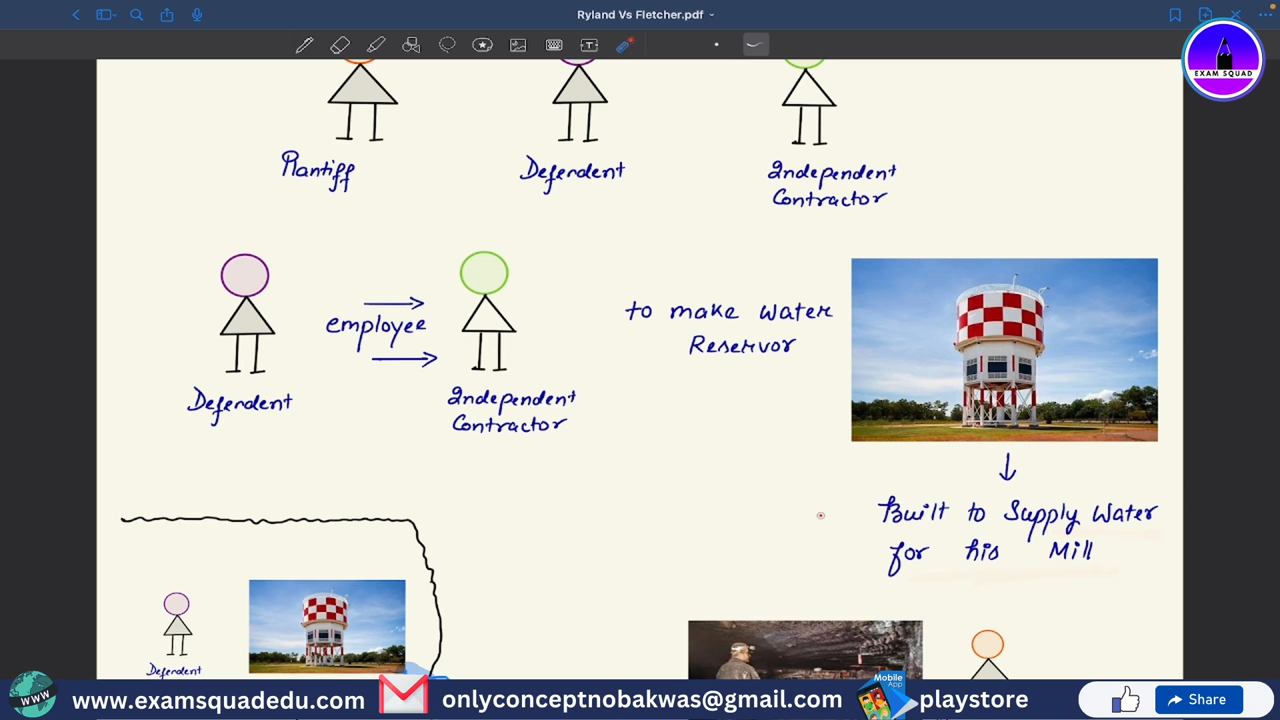 Ryland Vs Fletcher.pdf
EXAM SQUAD
Plantiff
Defendent
Independent
Contractor
employee
to make Water
Reservor
Defendent
Independent
Contractor
Built to Supply Water
for his Mill
Defendent
www.examsquadedu.com
onlyconceptnobakwas@gmail.com
Mobile
App
playstore
Share
WWW
T